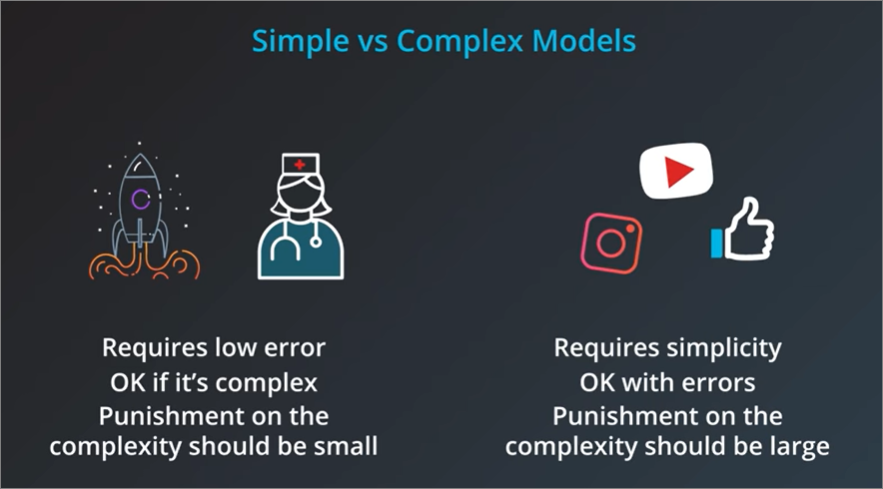 Simple vs Complex Models
Requires low error
OK if it's complex
Punishment on the
complexity should be small
Requires simplicity
OK with errors
Punishment on the
complexity should be large